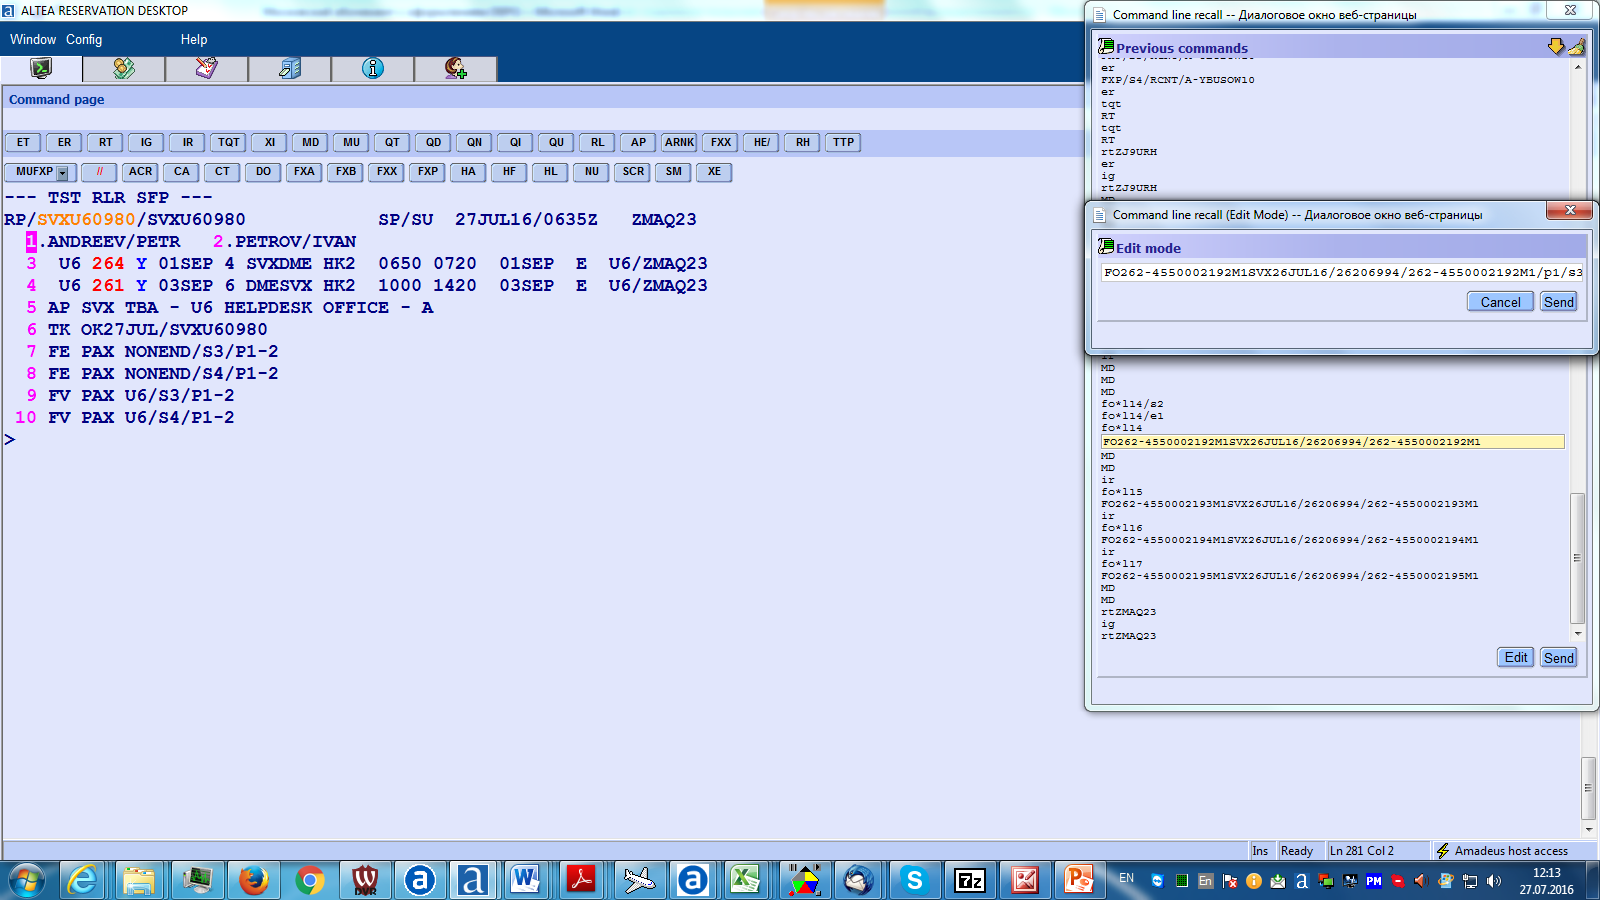 ALTEA RESERVATION DESKTOP
Window Config Help
Command page
ET ER RT IG IR TQT XI MD MU QT QD QN QI QU RL AP ARNK FXX HE/ RH TTP
MUFXP // ACR CA CT DO FXA FXB FXX FXP HA HF HL NU SCR SM XE
--- TST RLR SFP ---
RP/SVXU60980/SVXU60980 SP/SU 27JUL16/0635Z ZMAQ23
1.ANDREEV/PETR 2.PETROV/IVAN
3 U6 264 Y 01SEP 4 SVXDME HK2 0650 0720 01SEP E U6/ZMAQ23
4 U6 261 Y 03SEP 6 DMESVX HK2 1000 1420 03SEP E U6/ZMAQ23
5 AP SVX TBA - U6 HELPDESK OFFICE - A
6 TK OK27JUL/SVXU60980
7 FE PAX NONEND/S3/P1-2
8 FE PAX NONEND/S4/P1-2
9 FV PAX U6/S3/P1-2
10 FV PAX U6/S4/P1-2
>
Command line recall -- Диалоговое окно веб-страницы
Previous commands
er
FXP/S4/RCNT/A-YBUSOW10
er
tqt
RT
tqt
RT
rtZJ9URH
er
ig
rtZJ9URH
Command line recall (Edit Mode) -- Диалоговое окно веб-страницы
Edit mode
FO262-4550002192M1SVX26JUL16/26206994/262-4550002192M1/p1/s3
Cancel Send
MD
MD
MD
fo*l14/s2
fo*l14/e1
fo*l14
FO262-4550002192M1SVX26JUL16/26206994/262-4550002192M1
MD
MD
ir
fo*l15
FO262-4550002193M1SVX26JUL16/26206994/262-4550002193M1
ir
fo*l16
FO262-4550002194M1SVX26JUL16/26206994/262-4550002194M1
ir
fo*l17
FO262-4550002195M1SVX26JUL16/26206994/262-4550002195M1
MD
MD
rtZMAQ23
ig
rtZMAQ23
Edit Send
Ins Ready Ln 281 Col 2 Amadeus host access
EN En PM 12:13
27.07.2016